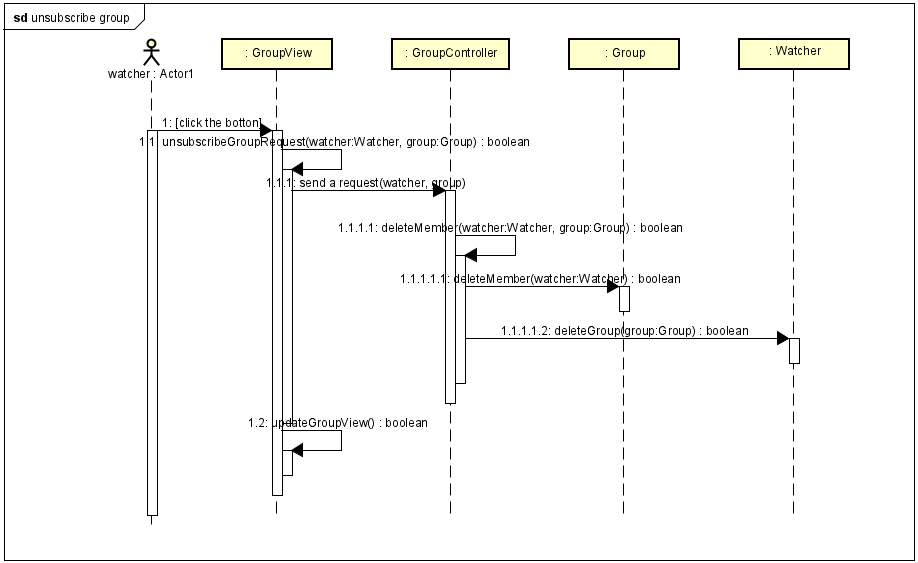 sd unsubscribe group
watcher : Actor1
: GroupView
: GroupController
: Group
: Watcher
1: [click the botton]
1.1: unsubscribeGroupRequest(watcher:Watcher, group:Group) : boolean
1.1.1: send a request(watcher, group)
1.1.1.1: deleteMember(watcher:Watcher, group:Group) : boolean
1.1.1.1.1: deleteMember(watcher:Watcher) : boolean
1.1.1.1.2: deleteGroup(group:Group) : boolean
1.2: updateGroupView() : boolean